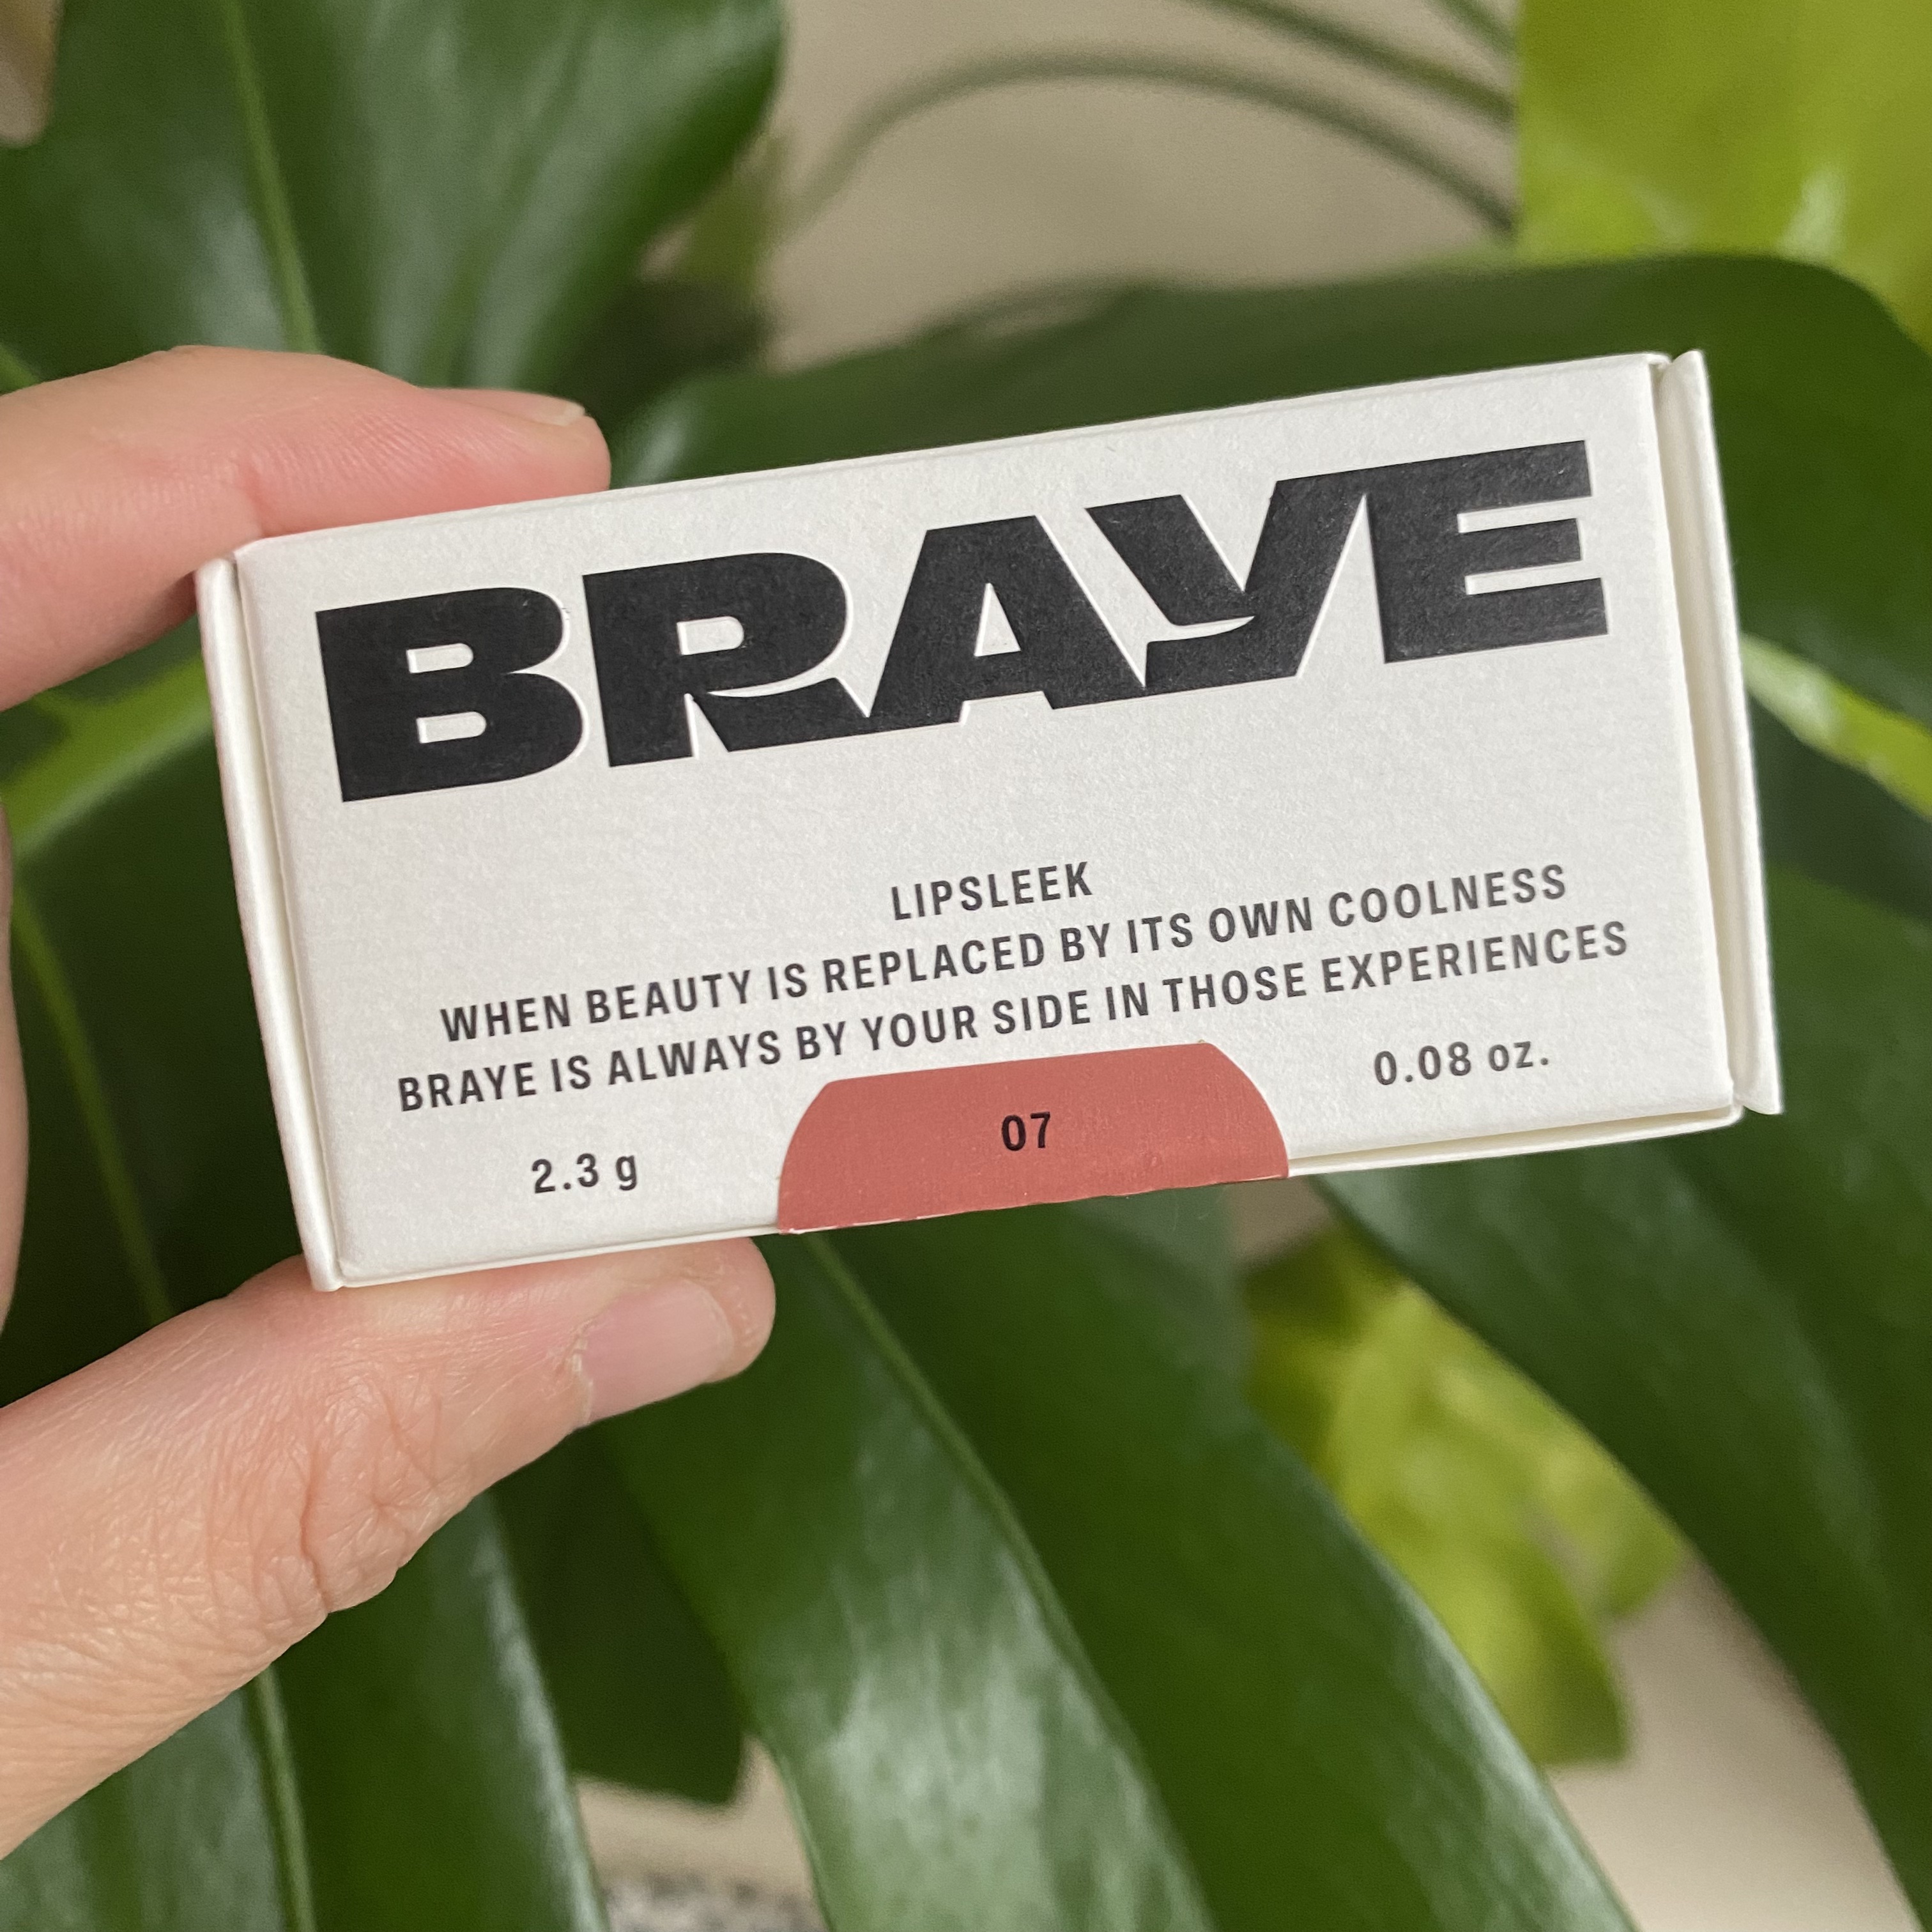 BRAYE
LIPSLEEK
WHEN BEAUTY IS REPLACED BY ITS OWN COOLNESS
BRAYE IS ALWAYS BY YOUR SIDE IN THOSE EXPERIENCES
2.3 g
07
0.08 oz.